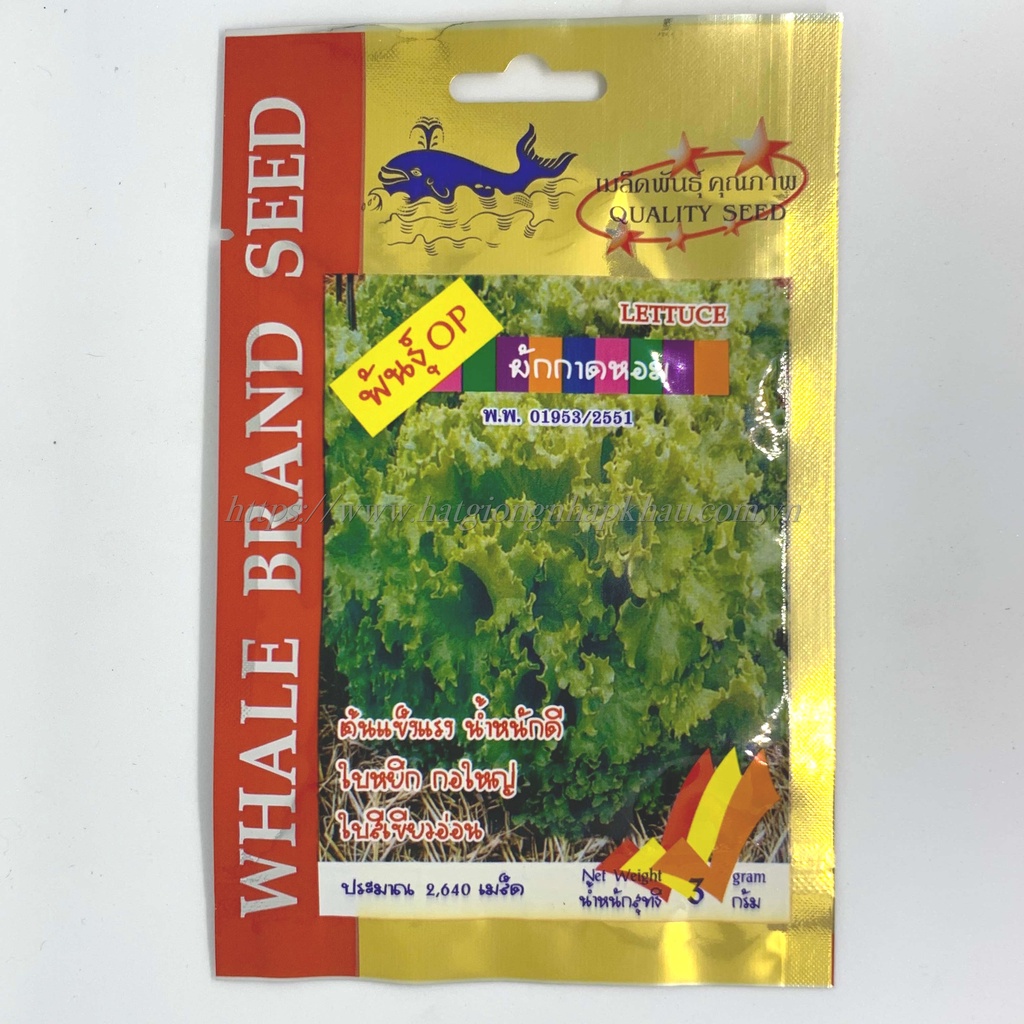 WHALE BRAND SEED
เมล็ดพันธุ์ คุณภาพ
QUALITY SEED
LETTUCE
พันธุ์ OP
ผักกาดหอม
พ.พ. 01953/2551
https://www.hatgiongnhapkhau.com.vn
ต้นแข็งแรง น้ำหนักดี
ใบหยิก กอใหญ่
ใบสีเขียวอ่อน
ประมาณ 2,640 เมล็ด
Net Weight 3 gram
น้ำหนักสุทธิ กรัม